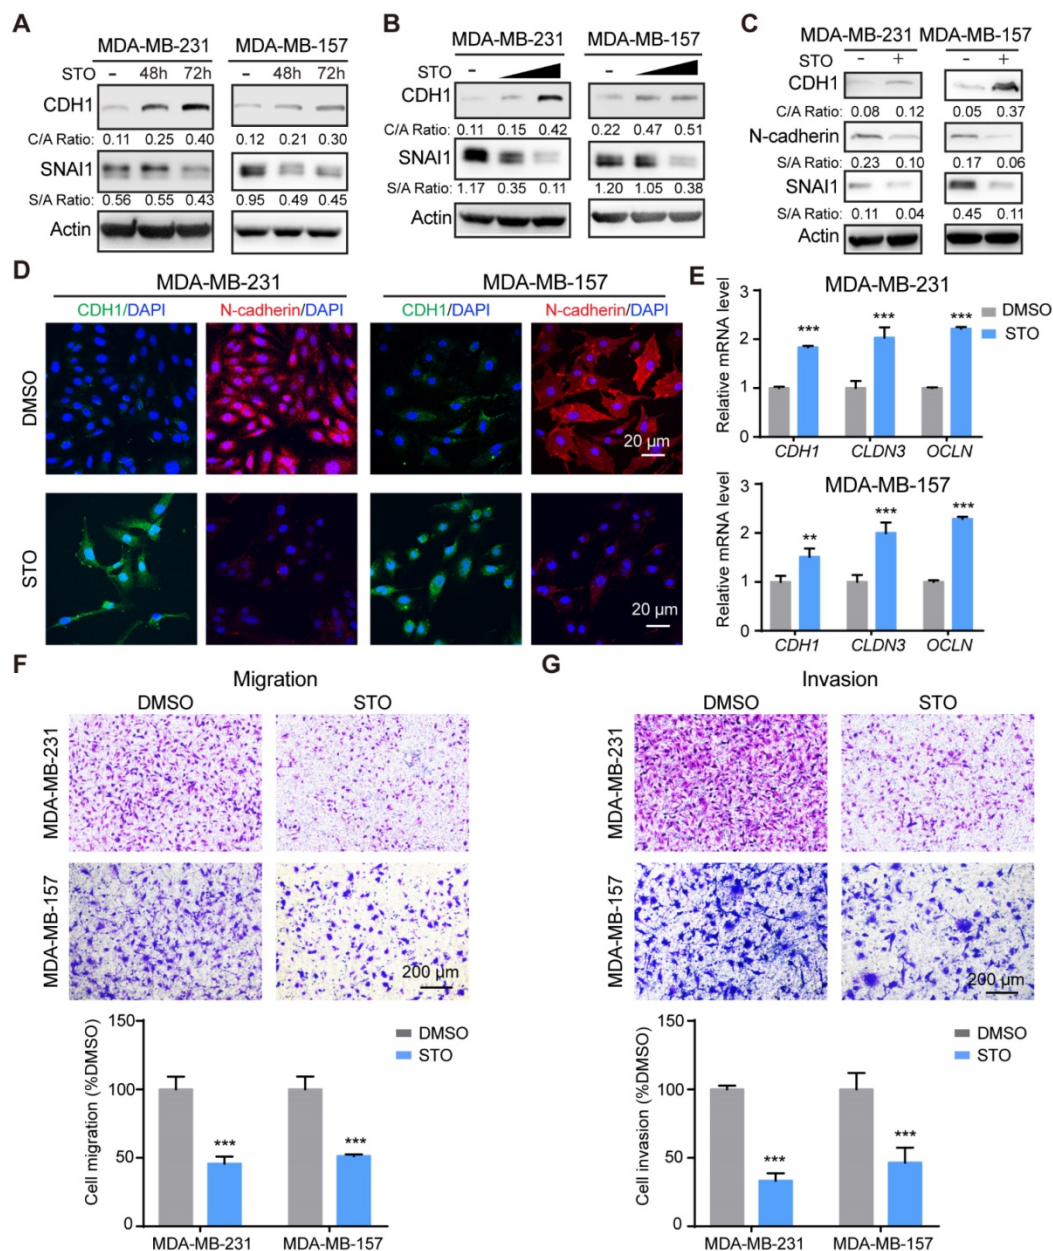 A
MDA-MB-231 MDA-MB-157
STO - 48h 72h - 48h 72h
CDH1
C/A Ratio: 0.11 0.25 0.40 0.12 0.21 0.30
SNAI1
S/A Ratio: 0.56 0.55 0.43 0.95 0.49 0.45
Actin
B
MDA-MB-231 MDA-MB-157
STO - -
CDH1
C/A Ratio: 0.11 0.15 0.42 0.22 0.47 0.51
SNAI1
S/A Ratio: 1.17 0.35 0.11 1.20 1.05 0.38
Actin
C
MDA-MB-231 MDA-MB-157
STO - + - +
CDH1
C/A Ratio: 0.08 0.12 0.05 0.37
N-cadherin
S/A Ratio: 0.23 0.10 0.17 0.06
SNAI1
S/A Ratio: 0.11 0.04 0.45 0.11
Actin
D
MDA-MB-231 MDA-MB-157
CDH1/DAPI N-cadherin/DAPI CDH1/DAPI N-cadherin/DAPI
DMSO
20 μm
STO
20 μm
E
MDA-MB-231
DMSO
STO
Relative mRNA level
3
2
1
0
*** *** ***
CDH1 CLDN3 OCLN
MDA-MB-157
Relative mRNA level
3
2
1
0
** *** ***
CDH1 CLDN3 OCLN
F
Migration
DMSO STO
MDA-MB-231
MDA-MB-157
200 μm
Cell migration (%DMSO)
150
100
50
0
DMSO
STO
*** ***
MDA-MB-231 MDA-MB-157
G
Invasion
DMSO STO
MDA-MB-231
MDA-MB-157
200 μm
Cell invasion (%DMSO)
150
100
50
0
DMSO
STO
*** ***
MDA-MB-231 MDA-MB-157